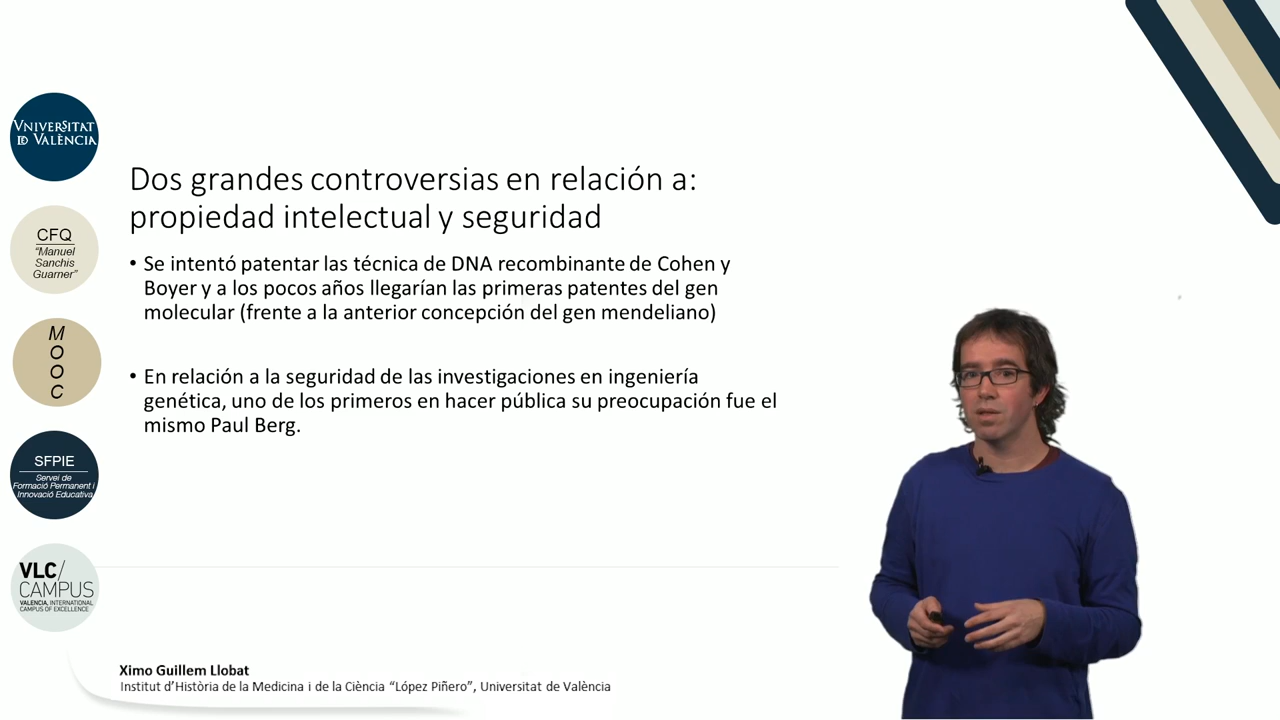 VNIVERSITAT
ID VALÈNCIA
CFQ
“Manuel
Sanchis
Guarner”
M
O
O
C
SFPIE
Servei de
Formació Permanent i
Innovació Educativa
VLC/
CAMPUS
VALENCIA, INTERNATIONAL
CAMPUS OF EXCELLENCE
Dos grandes controversias en relación a:
propiedad intelectual y seguridad
• Se intentó patentar las técnica de DNA recombinante de Cohen y
Boyer y a los pocos años llegarían las primeras patentes del gen
molecular (frente a la anterior concepción del gen mendeliano)
• En relación a la seguridad de las investigaciones en ingeniería
genética, uno de los primeros en hacer pública su preocupación fue el
mismo Paul Berg.
Ximo Guillem Llobat
Institut d’Història de la Medicina i de la Ciència “López Piñero”, Universitat de València